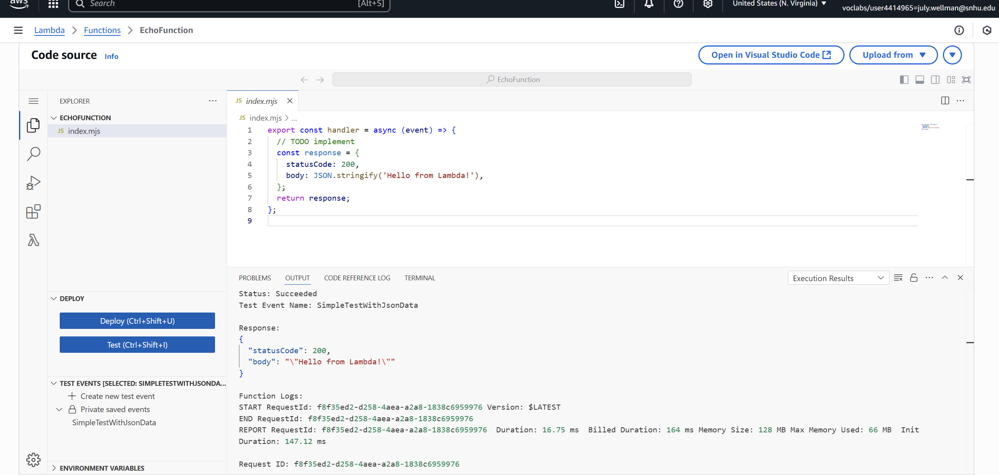 aws
Search [Alt+S]
United States (N. Virginia)
voclabs/user4414965=july.wellman@snhu.edu
Lambda > Functions > EchoFunction
Code source Info
Open in Visual Studio Code
Upload from
EchoFunction
EXPLORER
ECHOFUNCTION
JS index.mjs
JS index.mjs
JS index.mjs > ...
1 export const handler = async (event) => {
2 // TODO implement
3 const response = {
4 statusCode: 200,
5 body: JSON.stringify('Hello from Lambda!'),
6 };
7 return response;
8 };
9
DEPLOY
Deploy (Ctrl+Shift+U)
Test (Ctrl+Shift+I)
TEST EVENTS [SELECTED: SIMPLETESTWITHJSONDA...
Create new test event
Private saved events
SimpleTestWithJsonData
ENVIRONMENT VARIABLES
PROBLEMS OUTPUT CODE REFERENCE LOG TERMINAL
Execution Results
Status: Succeeded
Test Event Name: SimpleTestWithJsonData
Response:
{
"statusCode": 200,
"body": "\"Hello from Lambda!\""
}
Function Logs:
START RequestId: f8f35ed2-d258-4aea-a2a8-1838c6959976 Version: $LATEST
END RequestId: f8f35ed2-d258-4aea-a2a8-1838c6959976
REPORT RequestId: f8f35ed2-d258-4aea-a2a8-1838c6959976 Duration: 16.75 ms Billed Duration: 164 ms Memory Size: 128 MB Max Memory Used: 66 MB Init
Duration: 147.12 ms
Request ID: f8f35ed2-d258-4aea-a2a8-1838c6959976